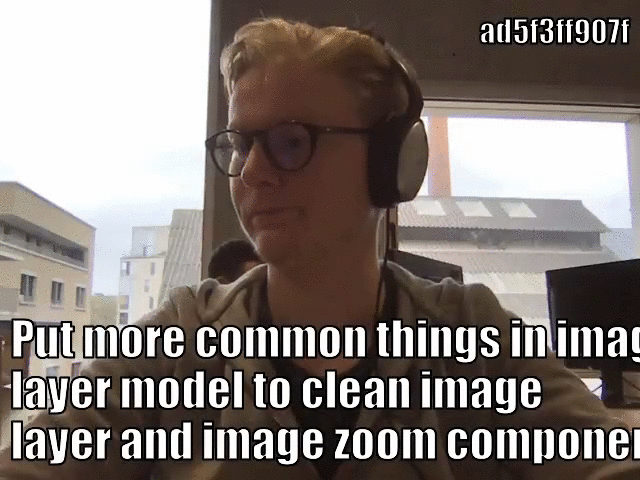 ad5f3ff907f
Put more common things in imag
layer model to clean image
layer and image zoom componen